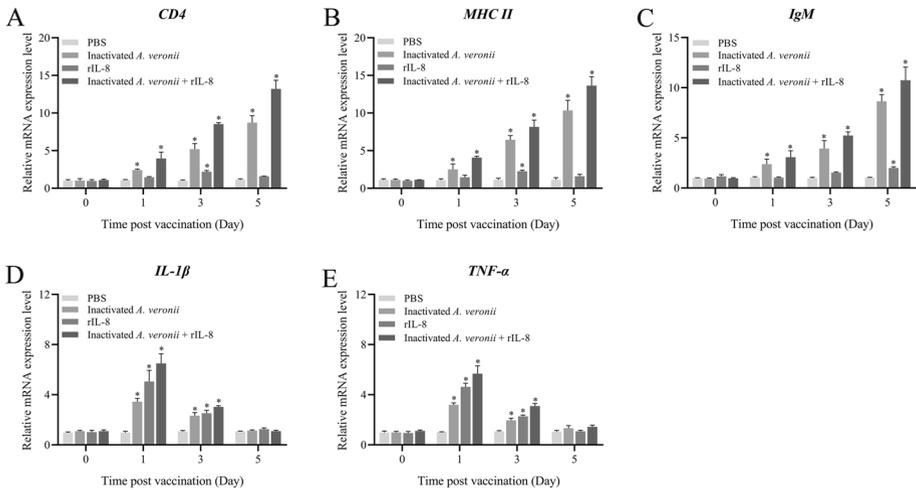 A
CD4
Relative mRNA expression level
20
15
10
5
0
PBS
Inactivated A. veronii
rIL-8
Inactivated A. veronii + rIL-8
* * * * * * *
0 1 3 5
Time post vaccination (Day)
B
MHC II
Relative mRNA expression level
20
15
10
5
0
PBS
Inactivated A. veronii
rIL-8
Inactivated A. veronii + rIL-8
* * * * * * *
0 1 3 5
Time post vaccination (Day)
C
IgM
Relative mRNA expression level
15
10
5
0
PBS
Inactivated A. veronii
rIL-8
Inactivated A. veronii + rIL-8
* * * * * * *
0 1 3 5
Time post vaccination (Day)
D
IL-1β
Relative mRNA expression level
12
8
4
0
PBS
Inactivated A. veronii
rIL-8
Inactivated A. veronii + rIL-8
* * * * * *
0 1 3 5
Time post vaccination (Day)
E
TNF-α
Relative mRNA expression level
12
8
4
0
PBS
Inactivated A. veronii
rIL-8
Inactivated A. veronii + rIL-8
* * * * * *
0 1 3 5
Time post vaccination (Day)